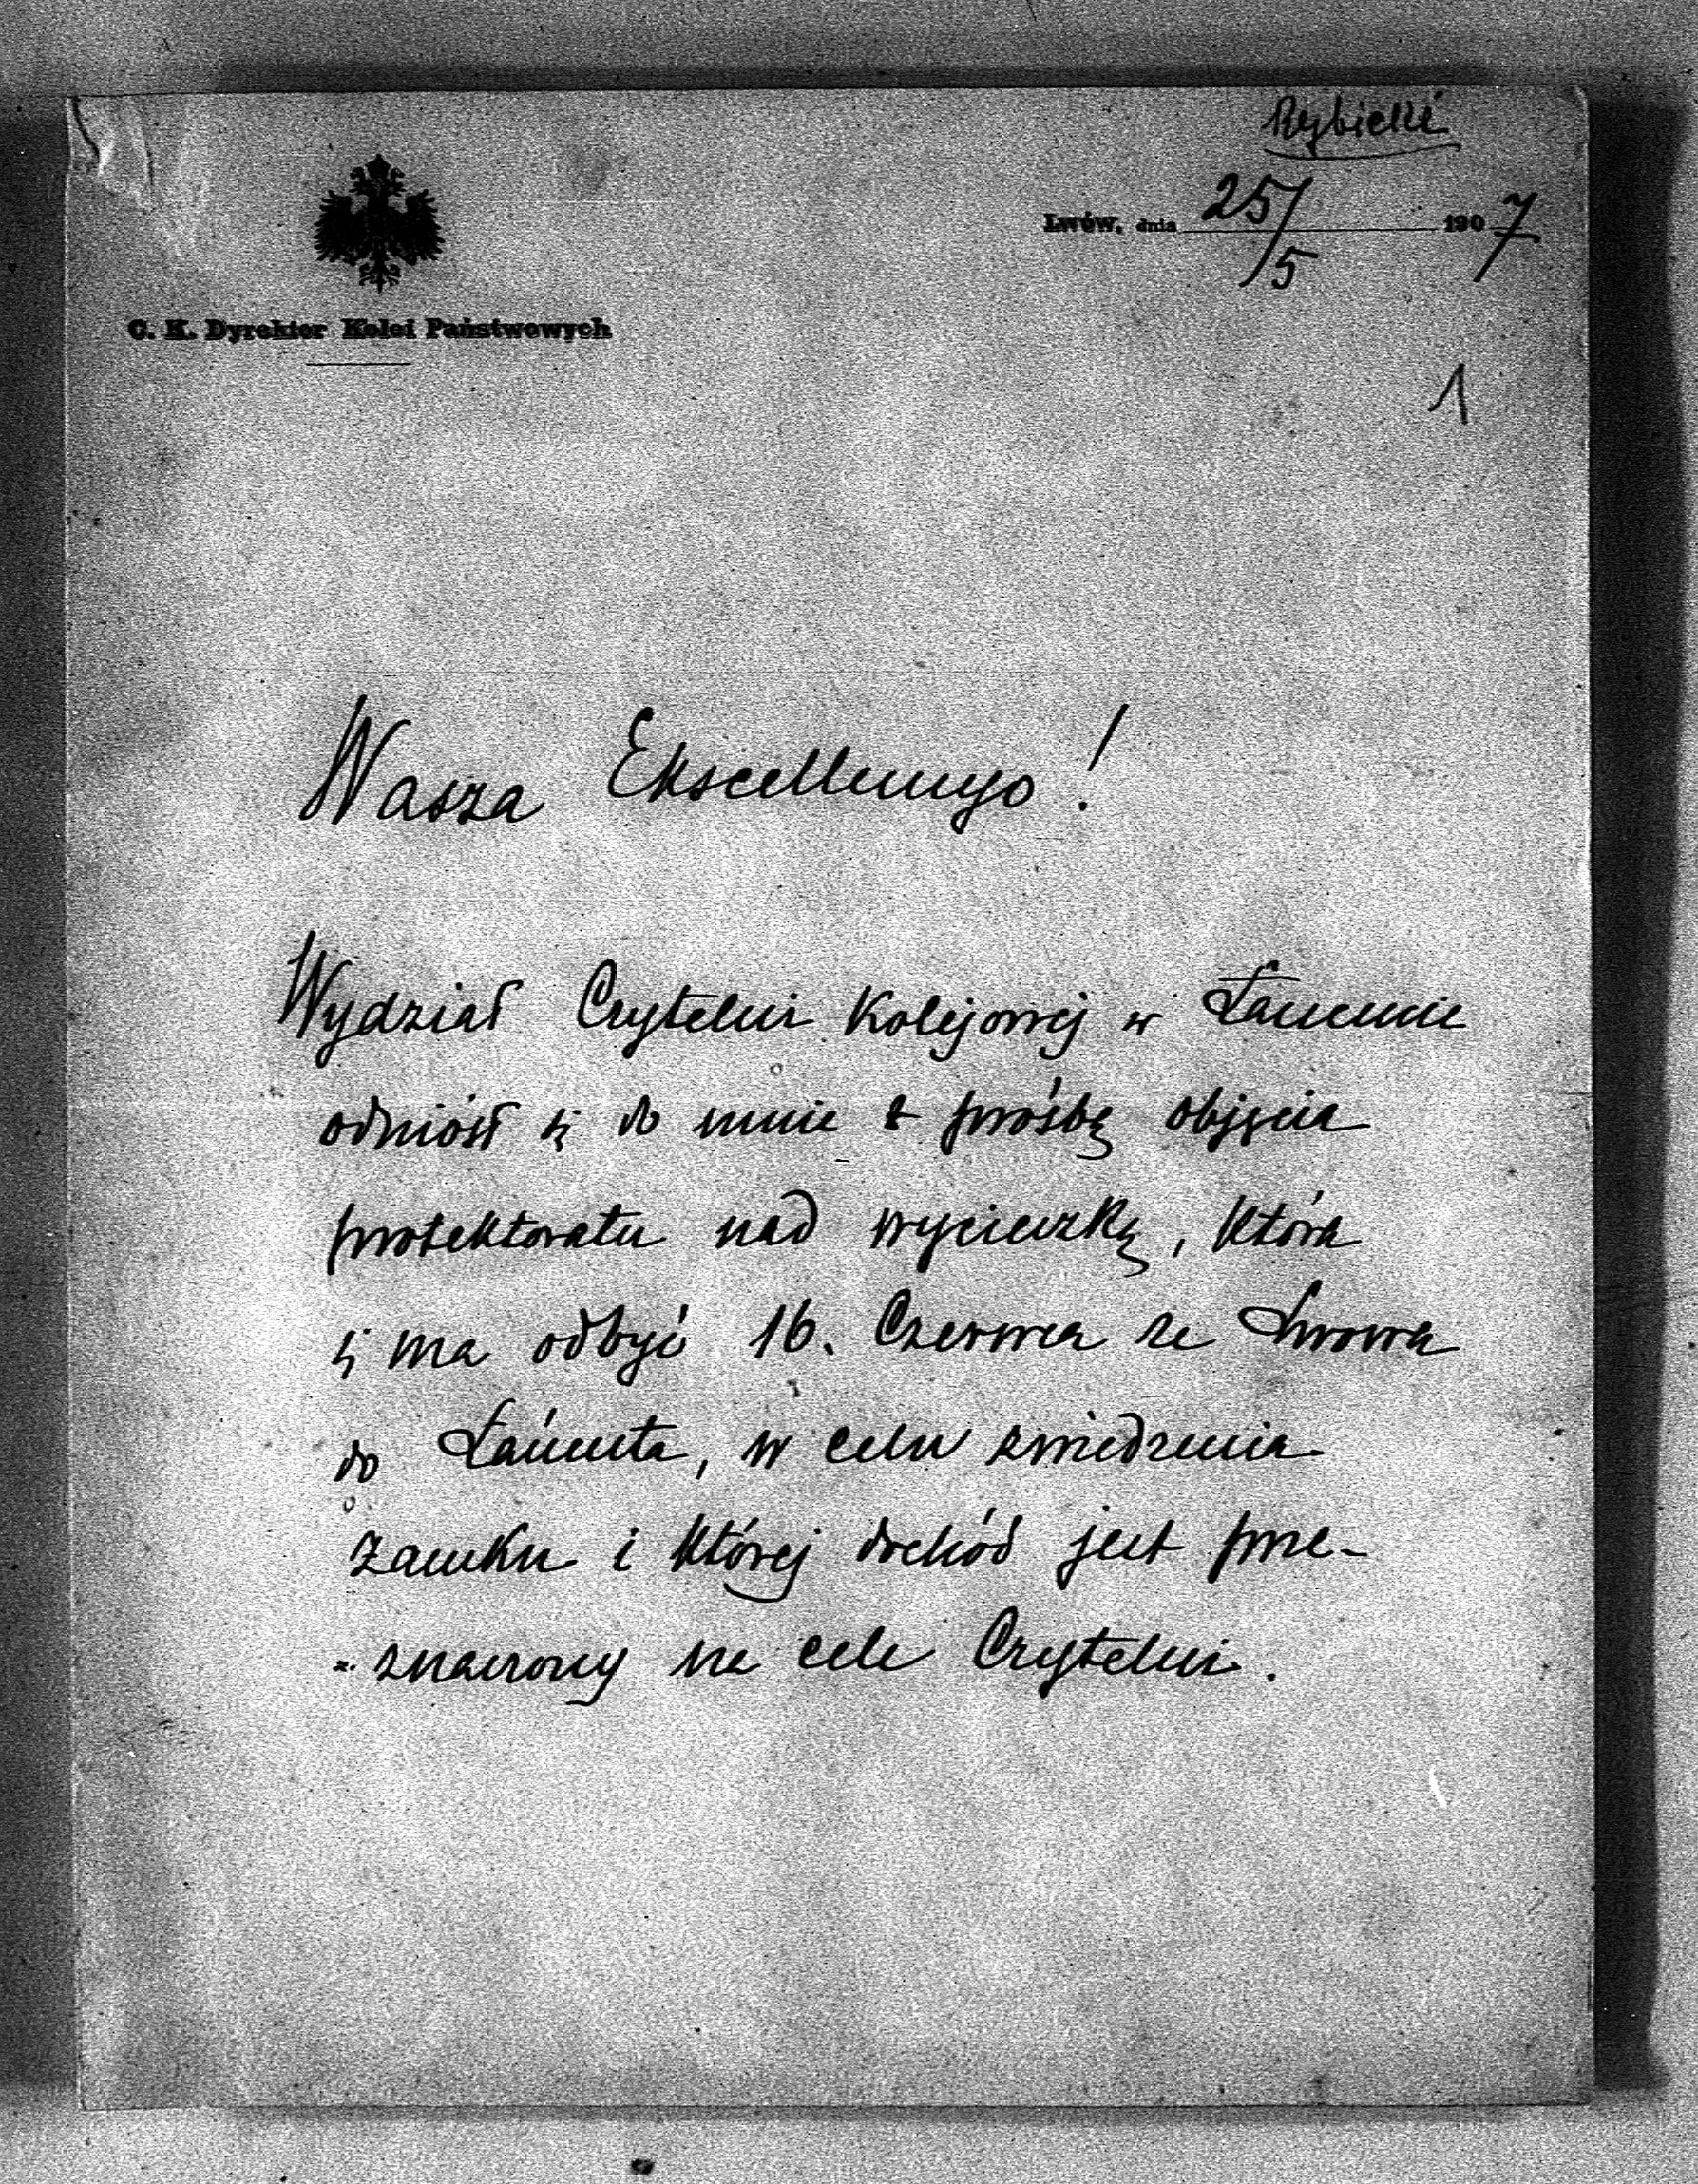 Rybicki
Lwów, dnia 25/5 1907
C. K. Dyrektor Kolei Państwowych
1
Wasza Ekscellencyo!
Wydział Czytelni Kolejowej w Łańcucie
odniósł się do mnie z prośbą objęcia
protektoratu nad wycieczką, która
się ma odbyć 16. Czerwca ze Lwowa
do Łańcuta, w celu zwiedzenia
zamku i której dochód jest prze-
=znaczony na cele Czytelni.